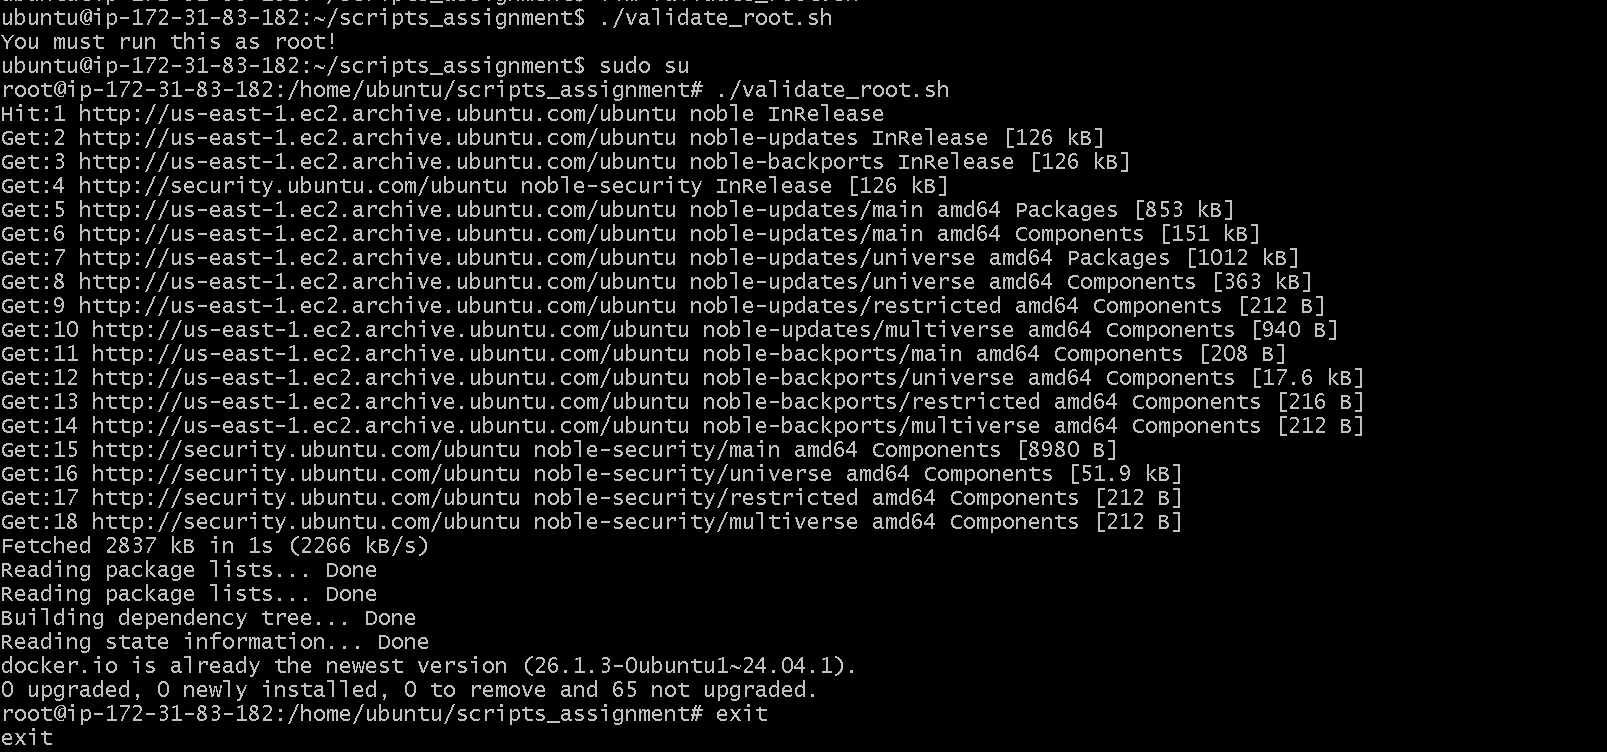 ubuntu@ip-172-31-83-182:~/scripts_assignment$ ./validate_root.sh
You must run this as root!
ubuntu@ip-172-31-83-182:~/scripts_assignment$ sudo su
root@ip-172-31-83-182:/home/ubuntu/scripts_assignment# ./validate_root.sh
Hit:1 http://us-east-1.ec2.archive.ubuntu.com/ubuntu noble InRelease
Get:2 http://us-east-1.ec2.archive.ubuntu.com/ubuntu noble-updates InRelease [126 kB]
Get:3 http://us-east-1.ec2.archive.ubuntu.com/ubuntu noble-backports InRelease [126 kB]
Get:4 http://security.ubuntu.com/ubuntu noble-security InRelease [126 kB]
Get:5 http://us-east-1.ec2.archive.ubuntu.com/ubuntu noble-updates/main amd64 Packages [853 kB]
Get:6 http://us-east-1.ec2.archive.ubuntu.com/ubuntu noble-updates/main amd64 Components [151 kB]
Get:7 http://us-east-1.ec2.archive.ubuntu.com/ubuntu noble-updates/universe amd64 Packages [1012 kB]
Get:8 http://us-east-1.ec2.archive.ubuntu.com/ubuntu noble-updates/universe amd64 Components [363 kB]
Get:9 http://us-east-1.ec2.archive.ubuntu.com/ubuntu noble-updates/restricted amd64 Components [212 B]
Get:10 http://us-east-1.ec2.archive.ubuntu.com/ubuntu noble-updates/multiverse amd64 Components [940 B]
Get:11 http://us-east-1.ec2.archive.ubuntu.com/ubuntu noble-backports/main amd64 Components [208 B]
Get:12 http://us-east-1.ec2.archive.ubuntu.com/ubuntu noble-backports/universe amd64 Components [17.6 kB]
Get:13 http://us-east-1.ec2.archive.ubuntu.com/ubuntu noble-backports/restricted amd64 Components [216 B]
Get:14 http://us-east-1.ec2.archive.ubuntu.com/ubuntu noble-backports/multiverse amd64 Components [212 B]
Get:15 http://security.ubuntu.com/ubuntu noble-security/main amd64 Components [8980 B]
Get:16 http://security.ubuntu.com/ubuntu noble-security/universe amd64 Components [51.9 kB]
Get:17 http://security.ubuntu.com/ubuntu noble-security/restricted amd64 Components [212 B]
Get:18 http://security.ubuntu.com/ubuntu noble-security/multiverse amd64 Components [212 B]
Fetched 2837 kB in 1s (2266 kB/s)
Reading package lists... Done
Reading package lists... Done
Building dependency tree... Done
Reading state information... Done
docker.io is already the newest version (26.1.3-0ubuntu1~24.04.1).
0 upgraded, 0 newly installed, 0 to remove and 65 not upgraded.
root@ip-172-31-83-182:/home/ubuntu/scripts_assignment# exit
exit